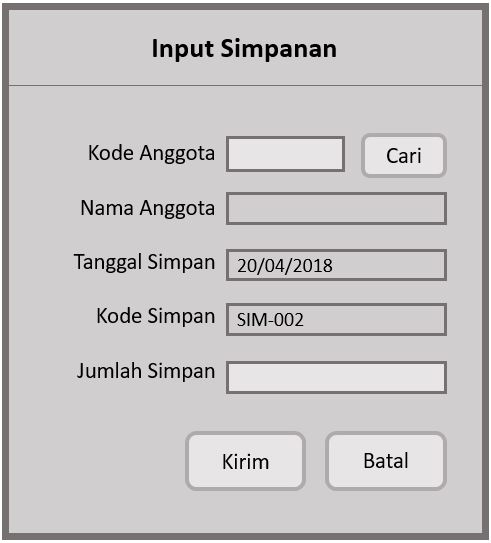 Input Simpanan
Kode Anggota Cari
Nama Anggota
Tanggal Simpan 20/04/2018
Kode Simpan SIM-002
Jumlah Simpan
Kirim Batal